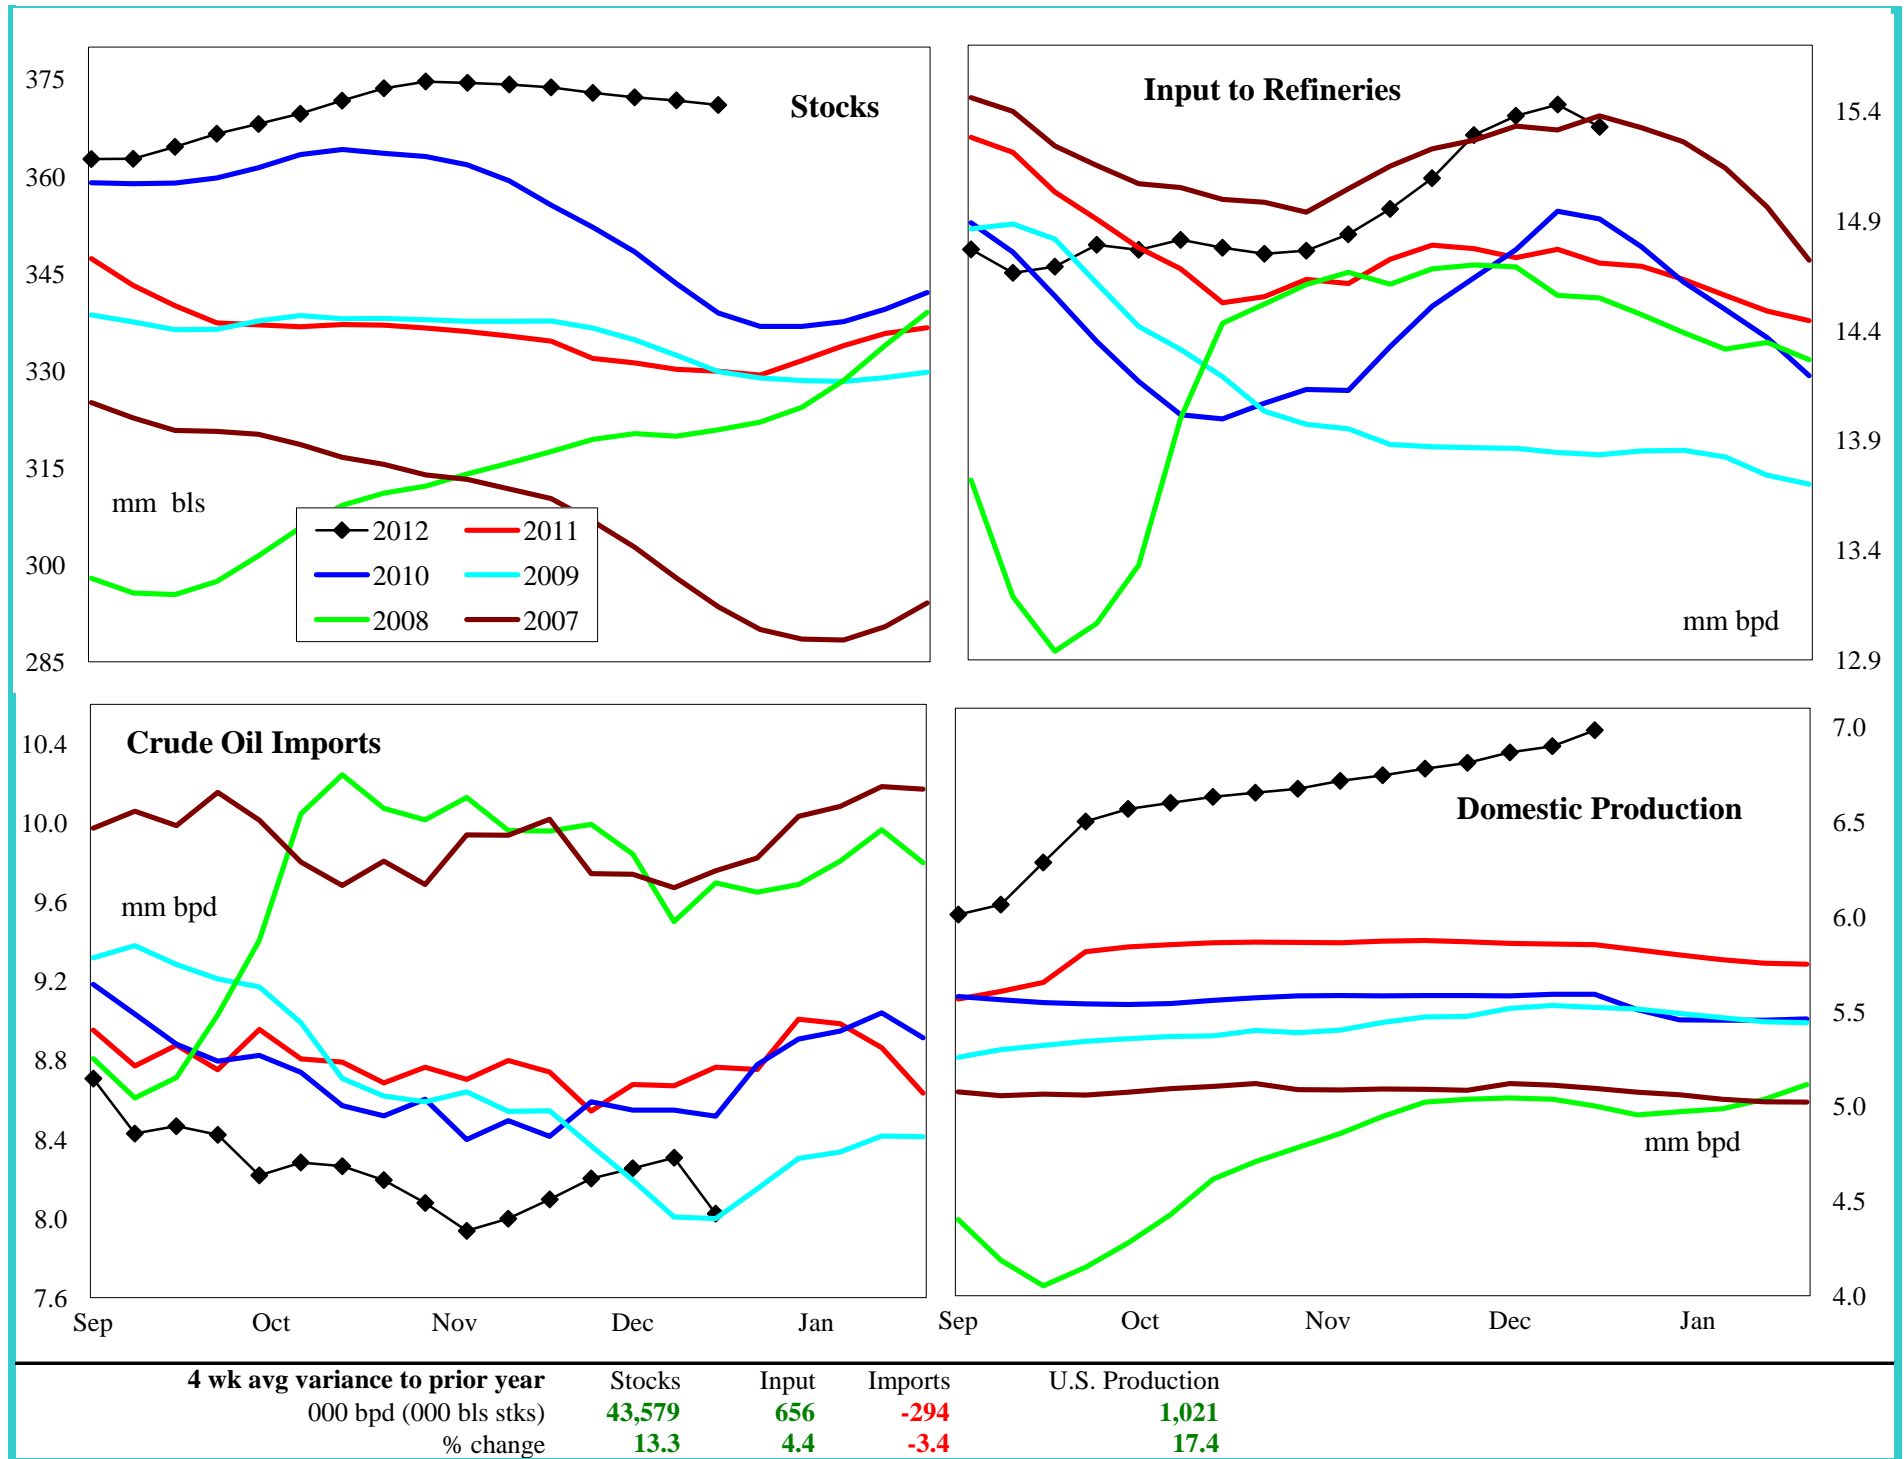 Stocks
375
360
345
330
315
300
285
mm bls
2012
2011
2010
2009
2008
2007
Input to Refineries
15.4
14.9
14.4
13.9
13.4
12.9
mm bpd
Crude Oil Imports
10.4
10.0
9.6
9.2
8.8
8.4
8.0
7.6
mm bpd
Sep Oct Nov Dec Jan
Domestic Production
7.0
6.5
6.0
5.5
5.0
4.5
4.0
mm bpd
Sep Oct Nov Dec Jan
4 wk avg variance to prior year Stocks Input Imports U.S. Production
000 bpd (000 bls stks) 43,579 656 -294 1,021
% change 13.3 4.4 -3.4 17.4